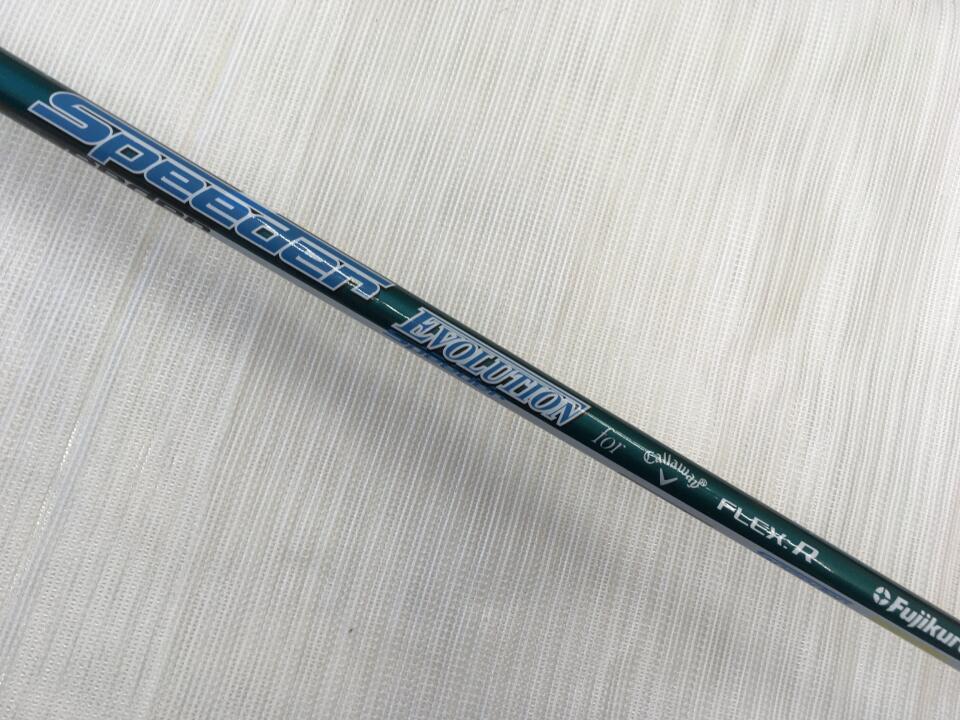 Speeder EVOLUTION for Callaway® FLEX:R Fujikura